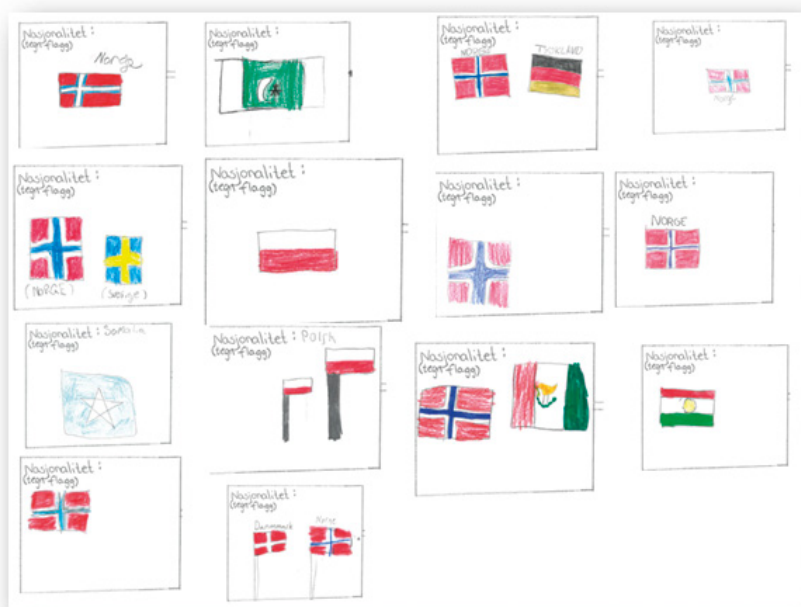 Nasjonalitet:
(tegn flagg)
Norge
Nasjonalitet:
(tegn flagg)
Nasjonalitet:
(tegn flagg)
NORGE
TYSKLAND
Nasjonalitet:
(tegn flagg)
Norge
Nasjonalitet:
(tegn flagg)
(NORGE)
(Sverige)
Nasjonalitet:
(tegn flagg)
Nasjonalitet:
(tegn flagg)
Nasjonalitet:
(tegn flagg)
NORGE
Nasjonalitet: Somalia
(tegn flagg)
Nasjonalitet: Polsk
(tegn flagg)
Nasjonalitet:
(tegn flagg)
Nasjonalitet:
(tegn flagg)
Nasjonalitet:
(tegn flagg)
Nasjonalitet:
(tegn flagg)
Danmark
Norge